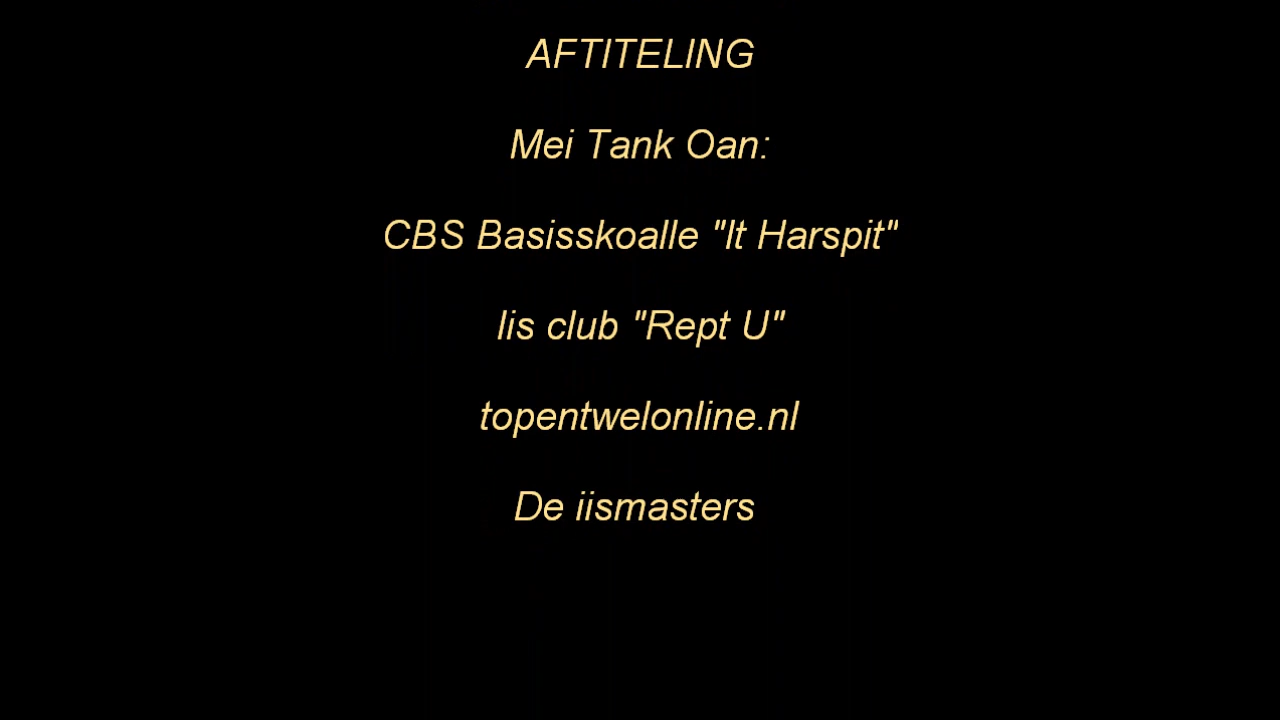 AFTITELING
Mei Tank Oan:
CBS Basisskoalle "It Harspit"
Iis club "Rept U"
topentwelonline.nl
De iismasters